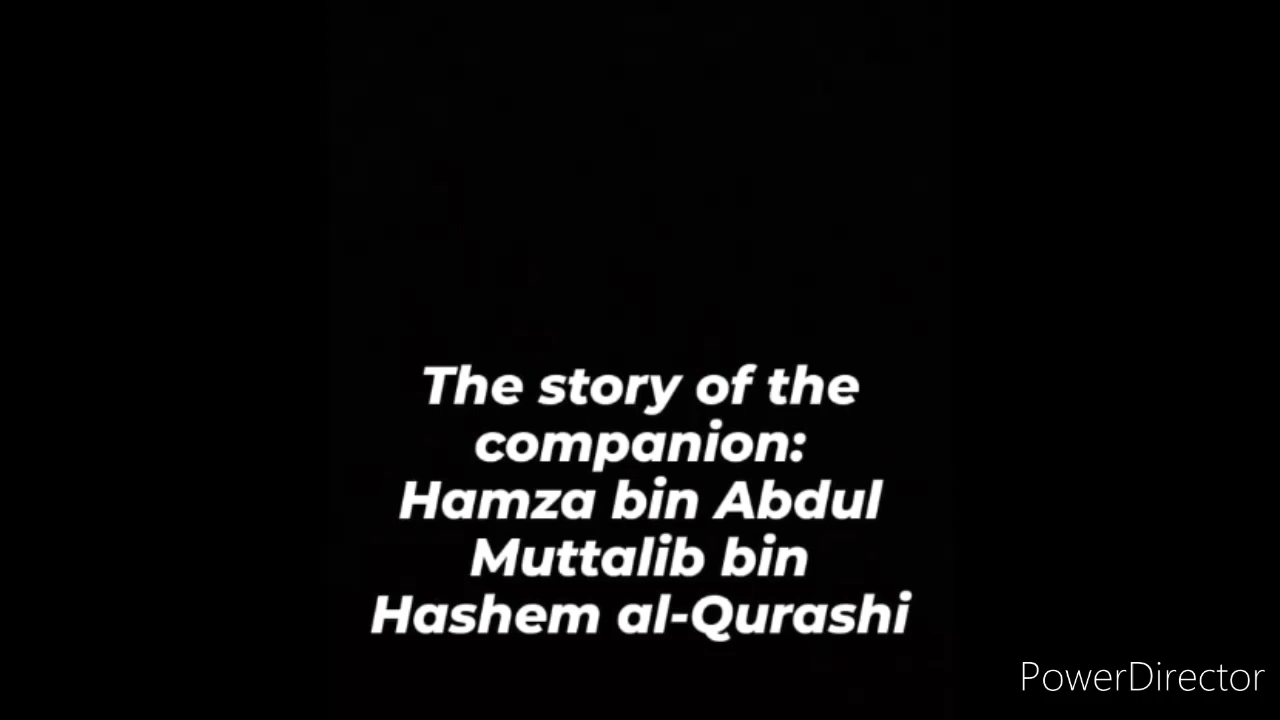 The story of the
companion:
Hamza bin Abdul
Muttalib bin
Hashem al-Qurashi
PowerDirector